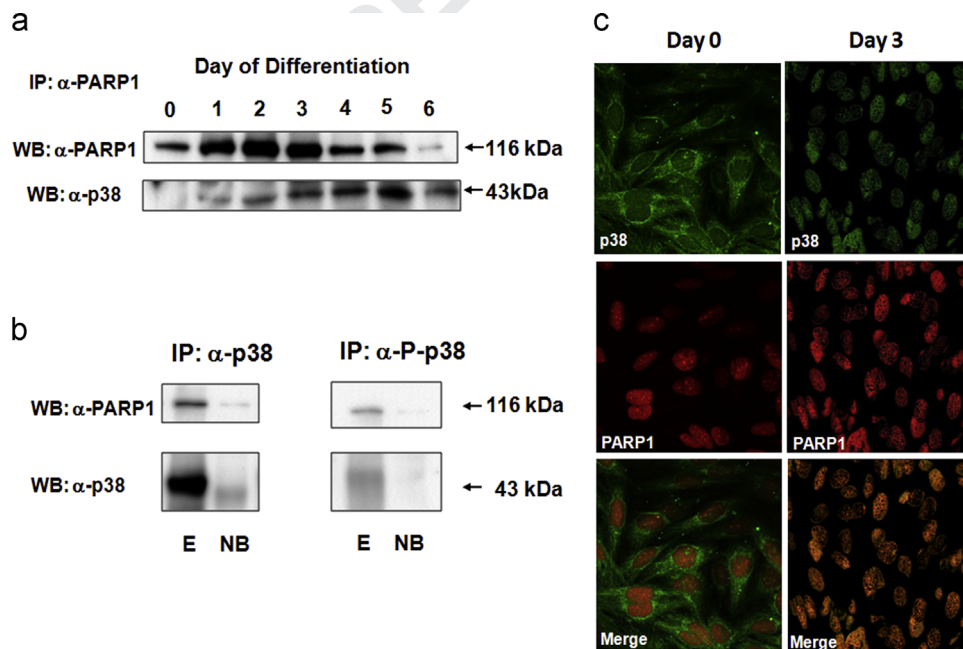 a
IP: α-PARP1
Day of Differentiation
0 1 2 3 4 5 6
WB: α-PARP1
←116 kDa
WB: α-p38
←43kDa
b
IP: α-p38
IP: α-P-p38
WB: α-PARP1
←116 kDa
WB: α-p38
← 43 kDa
E NB
E NB
c
Day 0
Day 3
p38
p38
PARP1
PARP1
Merge
Merge